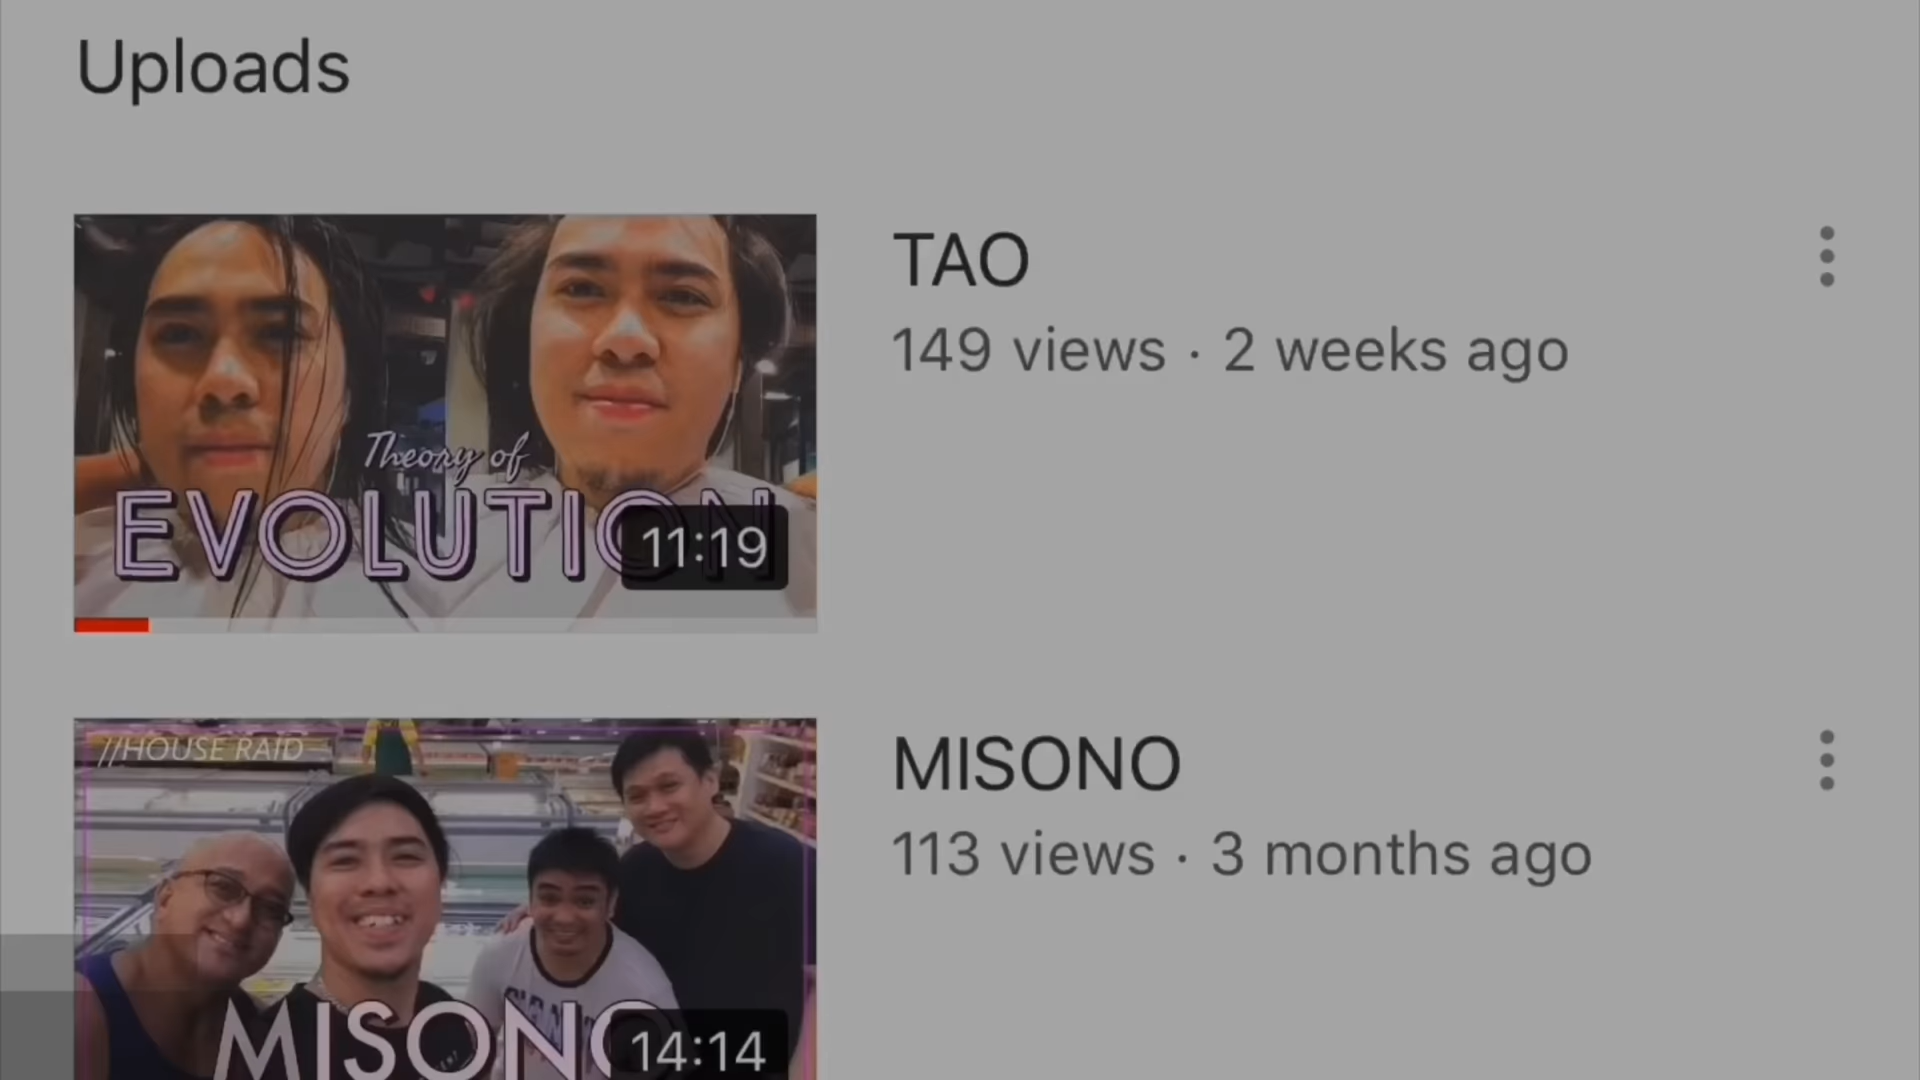 Uploads
Theory of
EVOLUTION
11:19
TAO
149 views · 2 weeks ago
//HOUSE RAID
MISONO
14:14
MISONO
113 views · 3 months ago